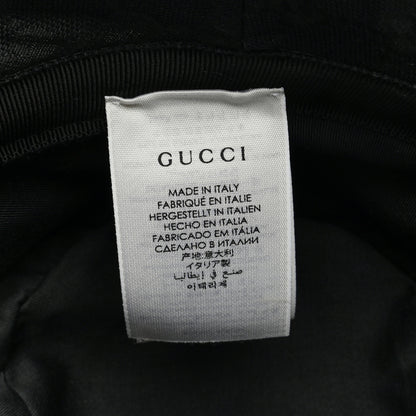 GUCCI
MADE IN ITALY
FABRIQUÉ EN ITALIE
HERGESTELLT IN ITALIEN
HECHO EN ITALIA
FABRICADO EM ITÁLIA
СДЕЛАНО В ИТАЛИИ
产地:意大利
イタリア製
صنع في إيطاليا
이태리제